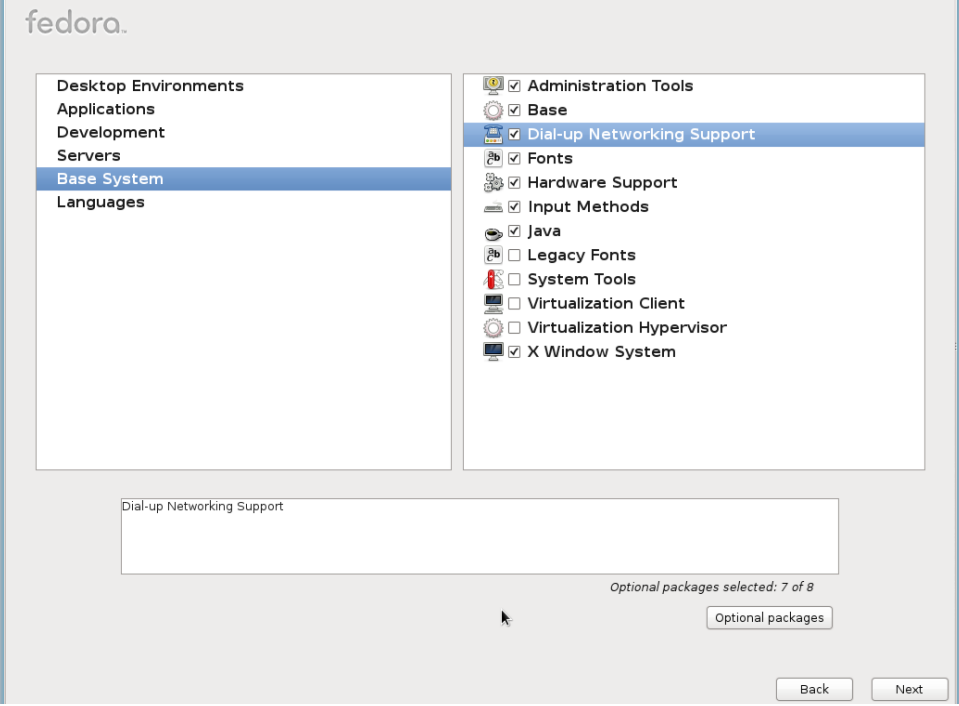 fedora
Desktop Environments
Applications
Development
Servers
Base System
Languages
Administration Tools
Base
Dial-up Networking Support
Fonts
Hardware Support
Input Methods
Java
Legacy Fonts
System Tools
Virtualization Client
Virtualization Hypervisor
X Window System
Dial-up Networking Support
Optional packages selected: 7 of 8
Optional packages
Back
Next